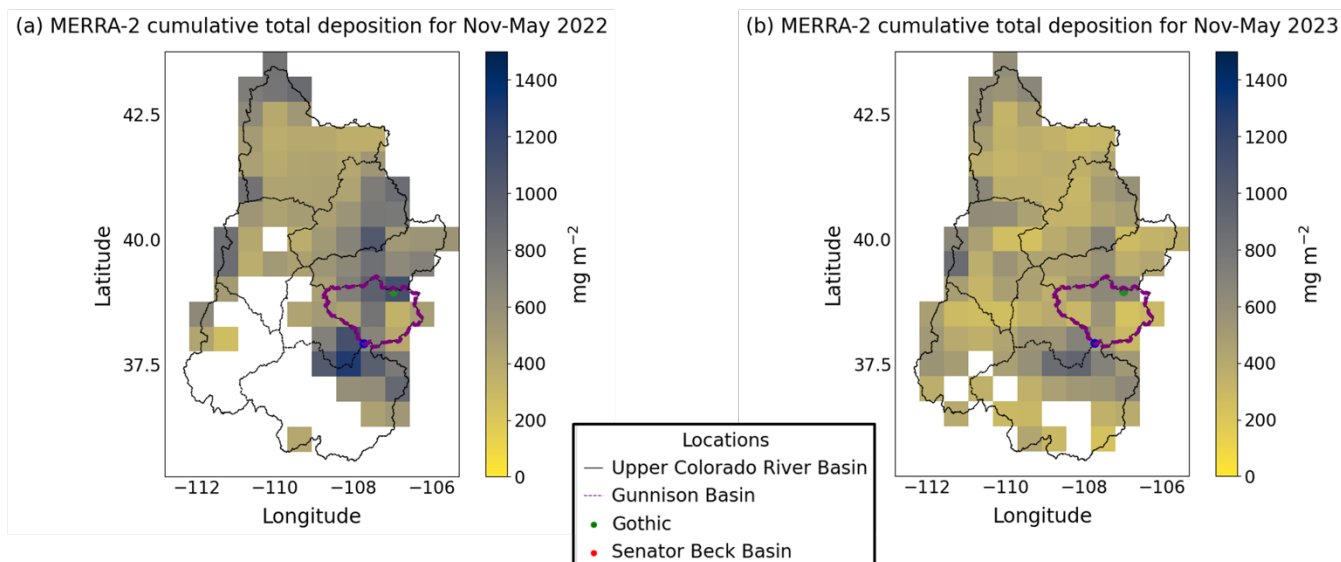 (a) MERRA-2 cumulative total deposition for Nov-May 2022
(b) MERRA-2 cumulative total deposition for Nov-May 2023
42.5
40.0
37.5
Latitude
−112
−110
−108
−106
Longitude
1400
1200
1000
800
600
400
200
0
mg m−2
42.5
40.0
37.5
Latitude
−112
−110
−108
−106
Longitude
1400
1200
1000
800
600
400
200
0
mg m−2
Locations
Upper Colorado River Basin
Gunnison Basin
Gothic
Senator Beck Basin